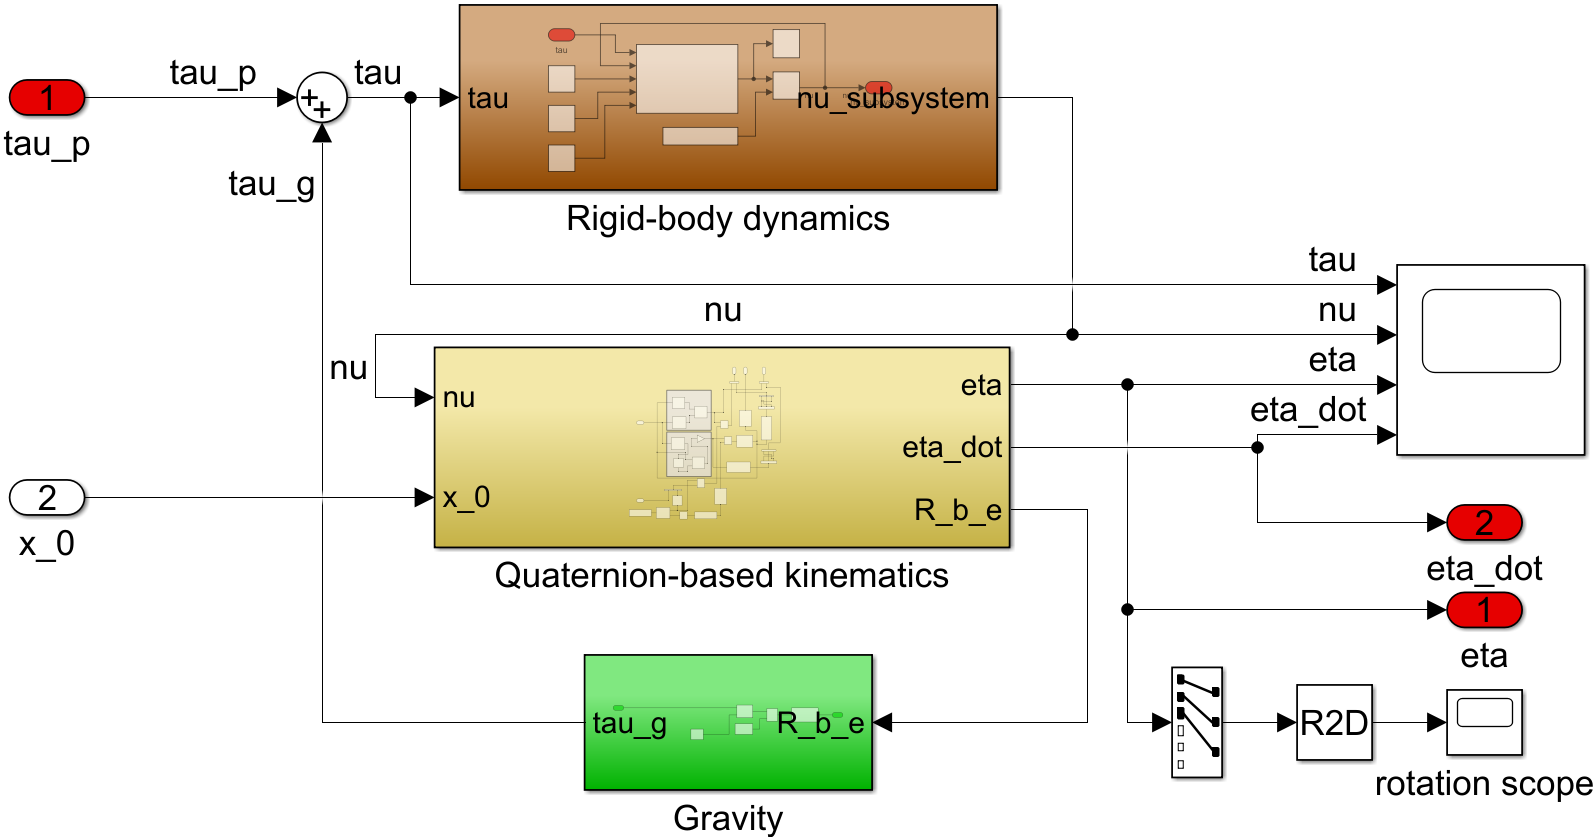 tau_p
tau
1
tau_p
tau_g
tau
tau
nu_subsystem
Rigid-body dynamics
tau
nu
nu
eta
eta_dot
nu
nu
x_0
eta
eta_dot
R_b_e
2
x_0
Quaternion-based kinematics
2
eta_dot
1
eta
tau_g
R_b_e
Gravity
R2D
rotation scope